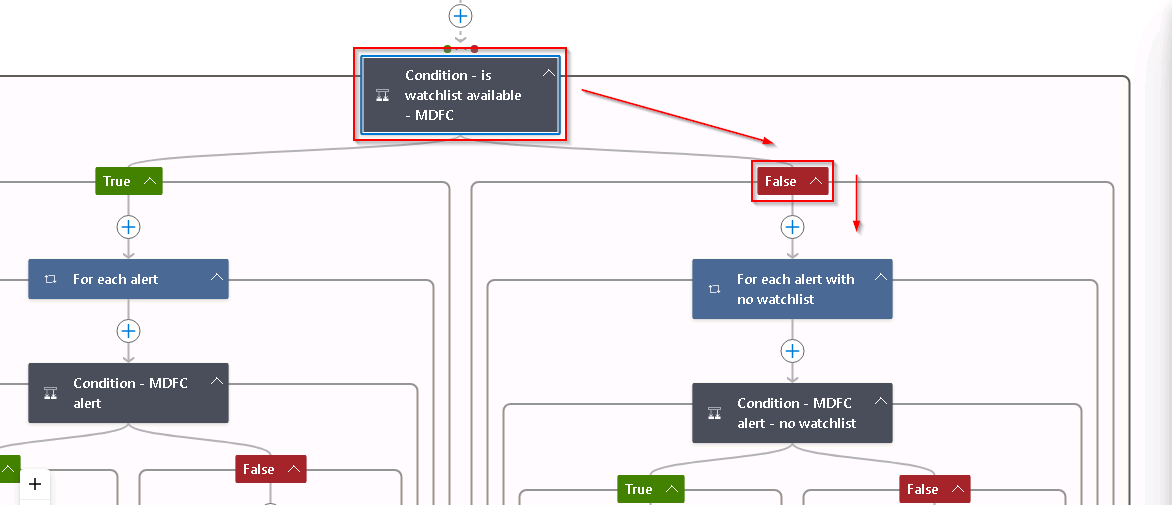 Condition - is
watchlist available
- MDFC
True
False
For each alert
For each alert with
no watchlist
Condition - MDFC
alert
Condition - MDFC
alert - no watchlist
False
True
False